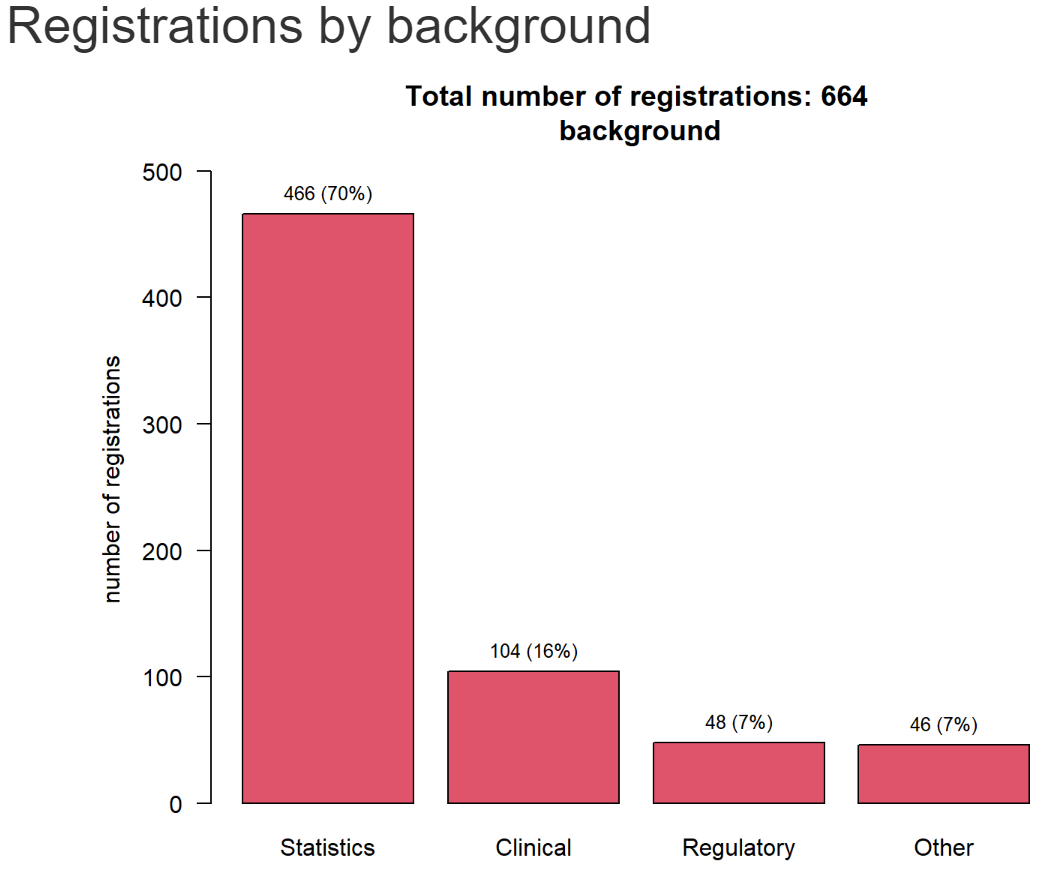 Registrations by background
Total number of registrations: 664
background
number of registrations
500
400
300
200
100
0
466 (70%)
104 (16%)
48 (7%)
46 (7%)
Statistics
Clinical
Regulatory
Other